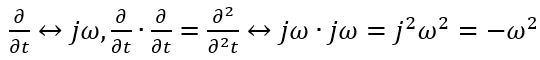 ∂/∂t ↔ jω, ∂/∂t · ∂/∂t = ∂²/∂²t ↔ jω · jω = j²ω² = −ω²